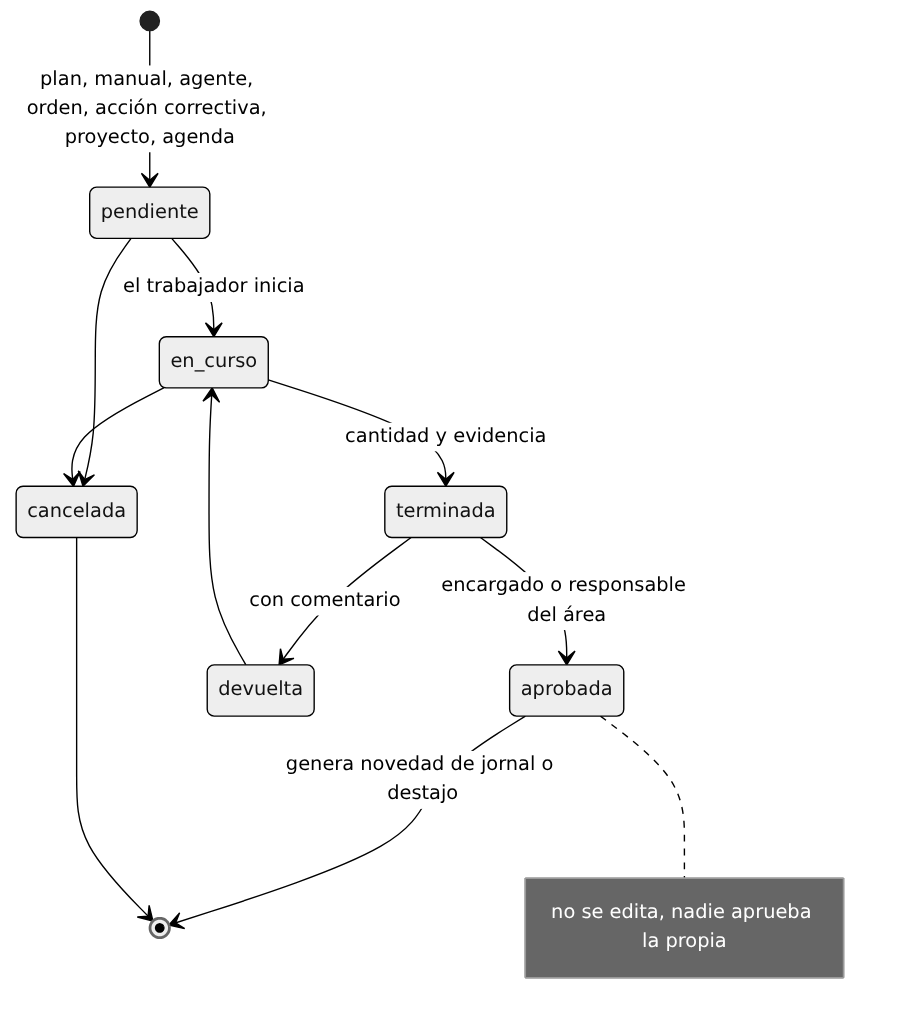 plan, manual, agente,
orden, acción correctiva,
proyecto, agenda
pendiente
el trabajador inicia
en_curso
cantidad y evidencia
cancelada
terminada
con comentario
encargado o responsable
del área
devuelta
aprobada
genera novedad de jornal o
destajo
no se edita, nadie aprueba
la propia